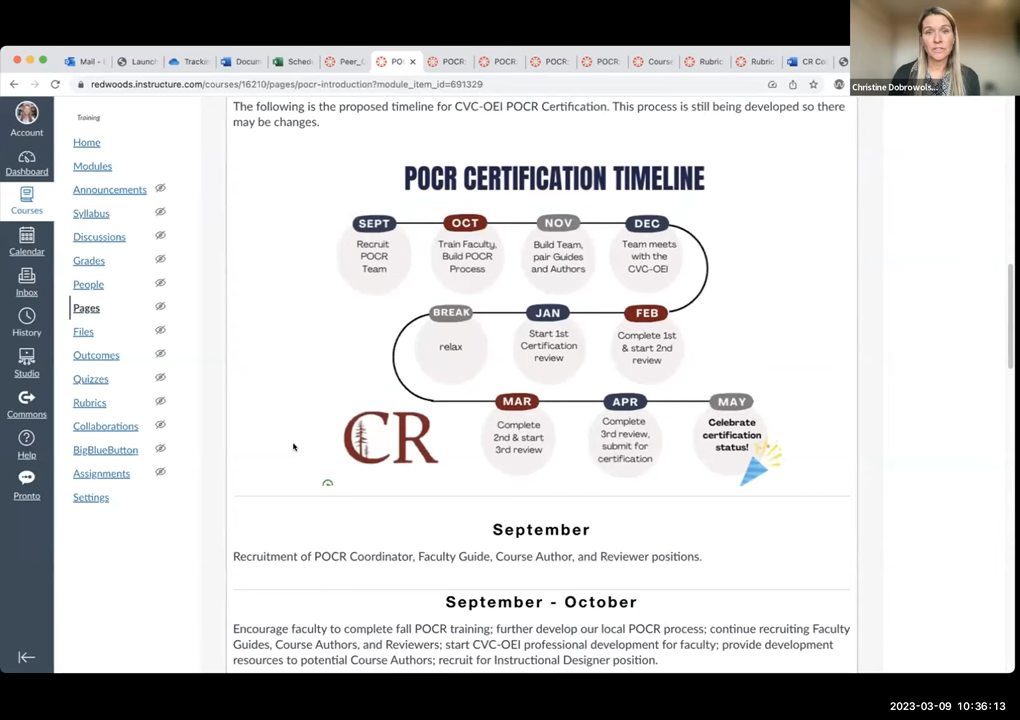 Mail -
Launc
Trackin
Docum
Sched
Peer_C
PO
POCR
POCR
POCR
POCR
Course
Rubric
Rubric
CR Co
redwoods.instructure.com/courses/16210/pages/pocr-introduction?module_item_id=691329
Christine Dobrowols...
Account
Dashboard
Courses
Calendar
Inbox
History
Studio
Commons
Help
Pronto
Training
Home
Modules
Announcements
Syllabus
Discussions
Grades
People
Pages
Files
Outcomes
Quizzes
Rubrics
Collaborations
BigBlueButton
Assignments
Settings
The following is the proposed timeline for CVC-OEI POCR Certification. This process is still being developed so there
may be changes.
POCR CERTIFICATION TIMELINE
SEPT
Recruit
POCR
Team
OCT
Train Faculty,
Build POCR
Process
NOV
Build Team,
pair Guides
and Authors
DEC
Team meets
with the
CVC-OEI
BREAK
relax
JAN
Start 1st
Certification
review
FEB
Complete 1st
& start 2nd
review
CR
MAR
Complete
2nd & start
3rd review
APR
Complete
3rd review,
submit for
certification
MAY
Celebrate
certification
status!
September
Recruitment of POCR Coordinator, Faculty Guide, Course Author, and Reviewer positions.
September - October
Encourage faculty to complete fall POCR training; further develop our local POCR process; continue recruiting Faculty
Guides, Course Authors, and Reviewers; start CVC-OEI professional development for faculty; provide development
resources to potential Course Authors; recruit for Instructional Designer position.
2023-03-09 10:36:13